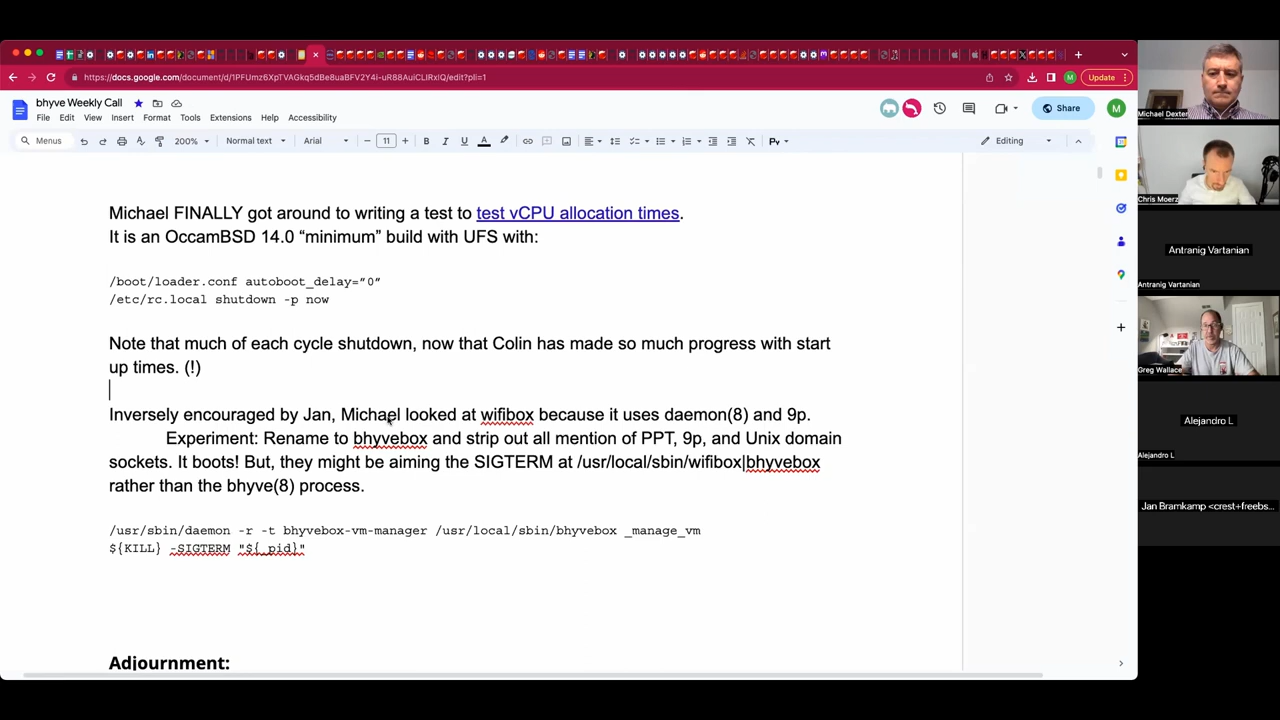 https://docs.google.com/document/d/1PFUmz6XpTVAGkq5dBe8uaBFV2Y4i-uR88AuiCLIRxIQ/edit?pli=1
M
Update
bhyve Weekly Call
File Edit View Insert Format Tools Extensions Help Accessibility
Share
M
Menus
200%
Normal text
Arial
11
Editing
Michael FINALLY got around to writing a test to test vCPU allocation times.
It is an OccamBSD 14.0 “minimum” build with UFS with:
/boot/loader.conf autoboot_delay=”0”
/etc/rc.local shutdown -p now
Note that much of each cycle shutdown, now that Colin has made so much progress with start
up times. (!)
Inversely encouraged by Jan, Michael looked at wifibox because it uses daemon(8) and 9p.
Experiment: Rename to bhyvebox and strip out all mention of PPT, 9p, and Unix domain
sockets. It boots! But, they might be aiming the SIGTERM at /usr/local/sbin/wifibox|bhyvebox
rather than the bhyve(8) process.
/usr/sbin/daemon -r -t bhyvebox-vm-manager /usr/local/sbin/bhyvebox _manage_vm
${KILL} -SIGTERM "${_pid}"
Adjournment:
Michael Dexter
Chris Moerz
Antranig Vartanian
Antranig Vartanian
Greg Wallace
Alejandro L
Alejandro L
Jan Bramkamp <crest+freebs...